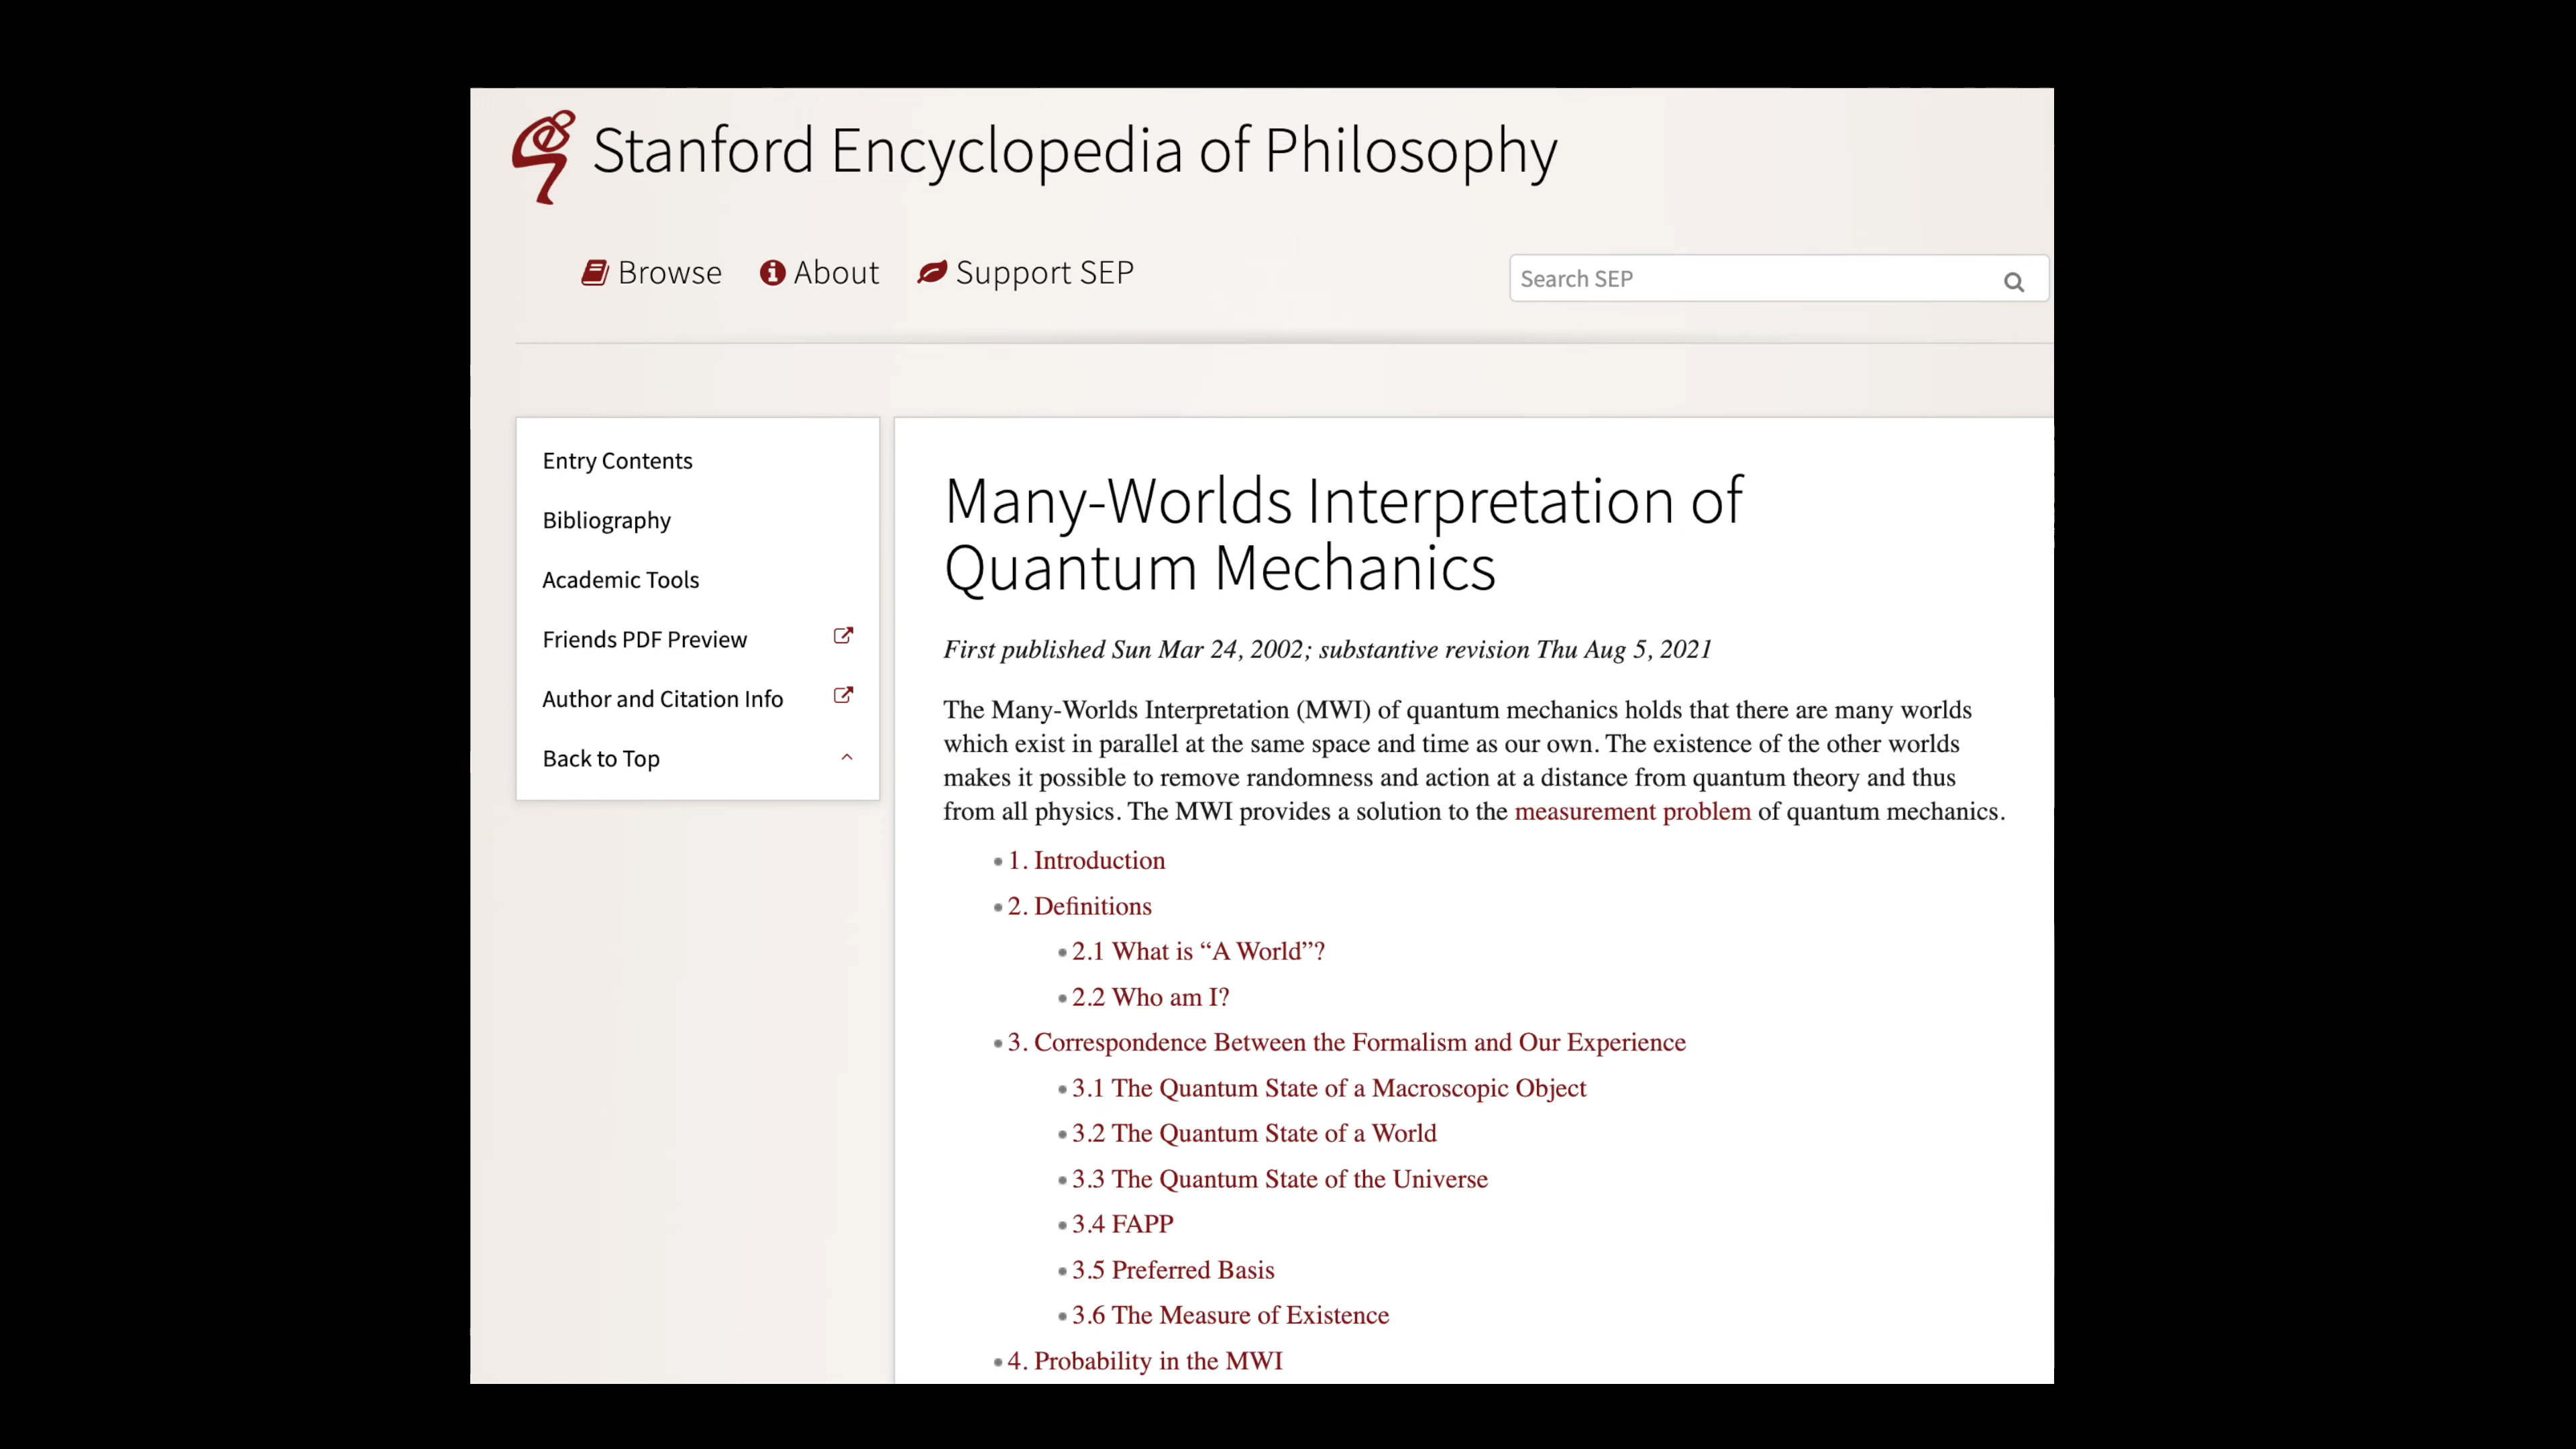 Stanford Encyclopedia of Philosophy
Browse About Support SEP
Search SEP
Entry Contents
Bibliography
Academic Tools
Friends PDF Preview
Author and Citation Info
Back to Top
Many-Worlds Interpretation of
Quantum Mechanics
First published Sun Mar 24, 2002; substantive revision Thu Aug 5, 2021
The Many-Worlds Interpretation (MWI) of quantum mechanics holds that there are many worlds
which exist in parallel at the same space and time as our own. The existence of the other worlds
makes it possible to remove randomness and action at a distance from quantum theory and thus
from all physics. The MWI provides a solution to the measurement problem of quantum mechanics.
1. Introduction
2. Definitions
2.1 What is “A World”?
2.2 Who am I?
3. Correspondence Between the Formalism and Our Experience
3.1 The Quantum State of a Macroscopic Object
3.2 The Quantum State of a World
3.3 The Quantum State of the Universe
3.4 FAPP
3.5 Preferred Basis
3.6 The Measure of Existence
4. Probability in the MWI